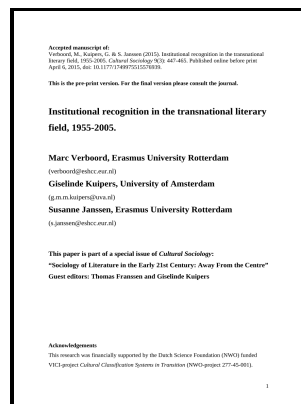 Accepted manuscript of:
Verboord, M., Kuipers, G. & S. Janssen (2015). Institutional recognition in the transnational
literary field, 1955-2005. Cultural Sociology 9(3): 447-465. Published online before print
April 6, 2015, doi: 10.1177/1749975515576939.
This is the pre-print version. For the final version please consult the journal.
Institutional recognition in the transnational literary
field, 1955-2005.
Marc Verboord, Erasmus University Rotterdam
(verboord@eshcc.eur.nl)
Giselinde Kuipers, University of Amsterdam
(g.m.m.kuipers@uva.nl)
Susanne Janssen, Erasmus University Rotterdam
(s.janssen@eshcc.eur.nl)
This paper is part of a special issue of Cultural Sociology:
“Sociology of Literature in the Early 21st Century: Away From the Centre”
Guest editors: Thomas Franssen and Giselinde Kuipers
Acknowledgements
This research was financially supported by the Dutch Science Foundation (NWO) funded
VICI-project Cultural Classification Systems in Transition (NWO-project 277-45-001).
1